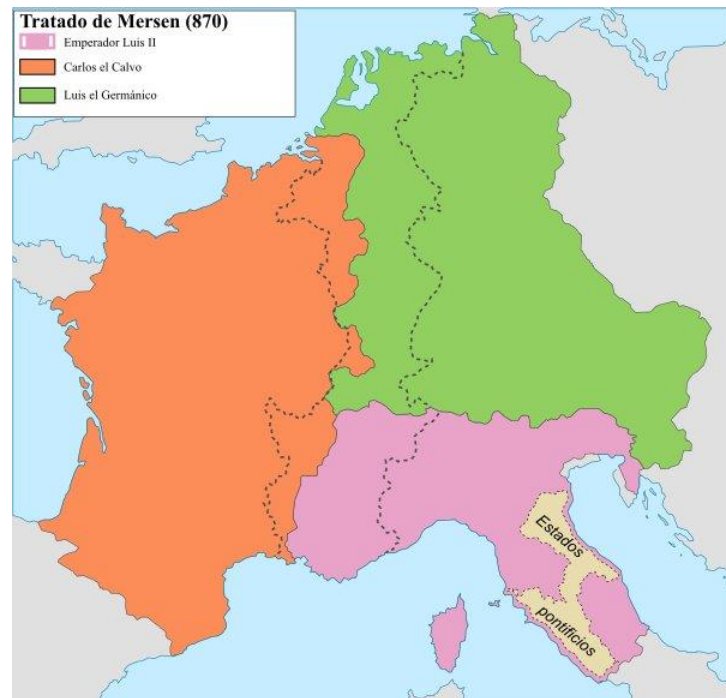 Tratado de Mersen (870)
Emperador Luis II
Carlos el Calvo
Luis el Germánico
Estados
pontificios